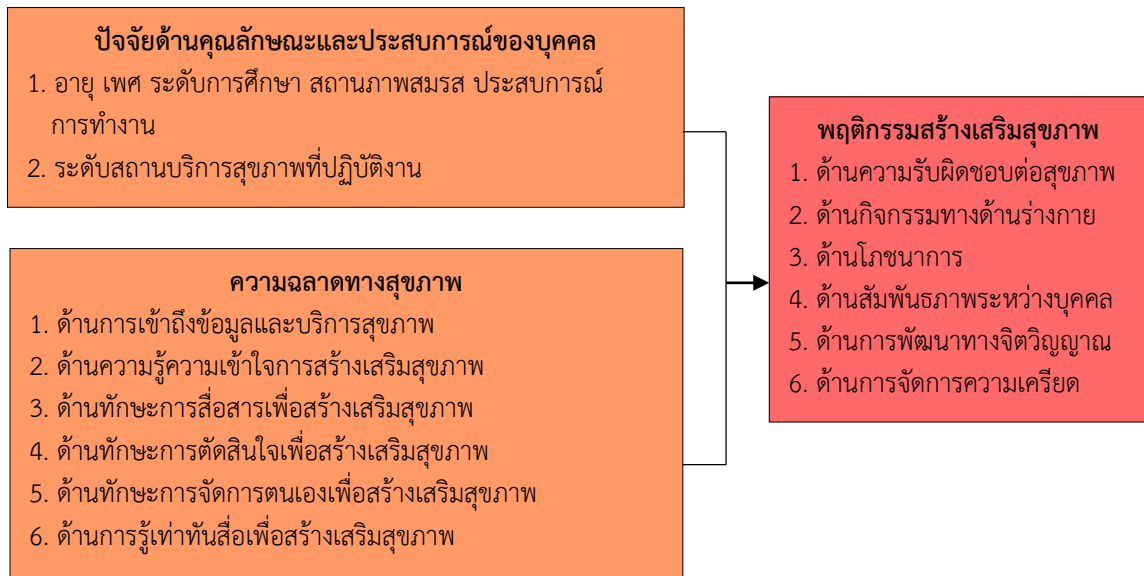 ปัจจัยด้านคุณลักษณะและประสบการณ์ของบุคคล
1. อายุ เพศ ระดับการศึกษา สถานภาพสมรส ประสบการณ์
การทำงาน
2. ระดับสถานบริการสุขภาพที่ปฏิบัติงาน
ความฉลาดทางสุขภาพ
1. ด้านการเข้าถึงข้อมูลและบริการสุขภาพ
2. ด้านความรู้ความเข้าใจการสร้างเสริมสุขภาพ
3. ด้านทักษะการสื่อสารเพื่อสร้างเสริมสุขภาพ
4. ด้านทักษะการตัดสินใจเพื่อสร้างเสริมสุขภาพ
5. ด้านทักษะการจัดการตนเองเพื่อสร้างเสริมสุขภาพ
6. ด้านการรู้เท่าทันสื่อเพื่อสร้างเสริมสุขภาพ
พฤติกรรมสร้างเสริมสุขภาพ
1. ด้านความรับผิดชอบต่อสุขภาพ
2. ด้านกิจกรรมทางด้านร่างกาย
3. ด้านโภชนาการ
4. ด้านสัมพันธภาพระหว่างบุคคล
5. ด้านการพัฒนาทางจิตวิญญาณ
6. ด้านการจัดการความเครียด